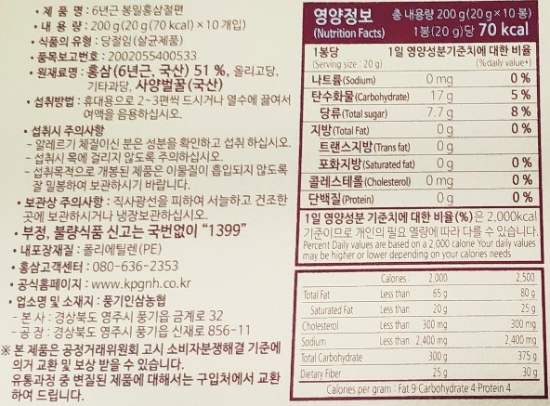 • 제 품 명 : 6년근 봉밀홍삼절편
• 내 용 량 : 200 g(20 g(70 kcal) × 10개입)
• 식품의 유형 : 당절임(살균제품)
• 품목보고번호 : 2002055400533
• 원재료명 : 홍삼(6년근, 국산) 51 %, 올리고당,
기타과당, 사양벌꿀(국산)
• 섭취방법 : 휴대용으로 2~3편씩 드시거나 열수에 끓여서
여액을 음용하십시오.
• 섭취시 주의사항
- 알레르기 체질이신 분은 성분을 확인하고 섭취 하십시오.
- 섭취시 목에 걸리지 않도록 주의하십시오.
- 섭취목적으로 개봉된 제품은 이물질이 흡입되지 않도록
잘 밀봉하여 보관하시기 바랍니다.
• 보관상 주의사항 : 직사광선을 피하여 서늘하고 건조한
곳에 보관하시거나 냉장보관하십시오.
• 부정, 불량식품 신고는 국번없이 "1399"
• 내포장재질 : 폴리에틸렌(PE)
• 홍삼고객센터 : 080-636-2353
• 공식홈페이지 : www.kpgnh.co.kr
• 업소명 및 소재지 : 풍기인삼농협
- 본 사 : 경상북도 영주시 풍기읍 금계로 32
- 공 장 : 경상북도 영주시 풍기읍 신재로 856-11
※ 본 제품은 공정거래위원회 고시 소비자분쟁해결 기준에
의거 교환 및 보상 받을 수 있습니다.
유통과정 중 변질된 제품에 대해서는 구입처에서 교환
하여 드립니다.
영양정보 총 내용량 200 g(20 g×10봉)
(Nutrition Facts) 1봉(20 g)당 70 kcal
1봉당 1일 영양성분기준치에 대한 비율
(Serving size : 20 g) (% daily value*)
나트륨(Sodium) 0 mg 0 %
탄수화물(Carbohydrate) 17 g 5 %
당류(Total sugar) 7.7 g 8 %
지방(Total Fat) 0 g 0 %
트랜스지방(Trans fat) 0 g
포화지방(Saturated fat) 0 g 0 %
콜레스테롤(Cholesterol) 0 mg 0 %
단백질(Protein) 0 g 0 %
1일 영양성분 기준치에 대한 비율(%)은 2,000kcal
기준이므로 개인의 필요 열량에 따라 다를 수 있습니다.
Percent Daily values are based on a 2,000 calorie Your daily values
may be higher or lower depending on your calories needs
Calories: 2,000 2,500
Total Fat Less than 65 g 80 g
Saturated Fat Less than 20 g 25 g
Cholesterol Less than 300 mg 300 mg
Sodium Less than 2,400 mg 2,400 mg
Total Carbohydrate 300 g 375 g
Dietary Fiber 25 g 30 g
Calories per gram : Fat 9·Carbohydrate 4·Protein 4